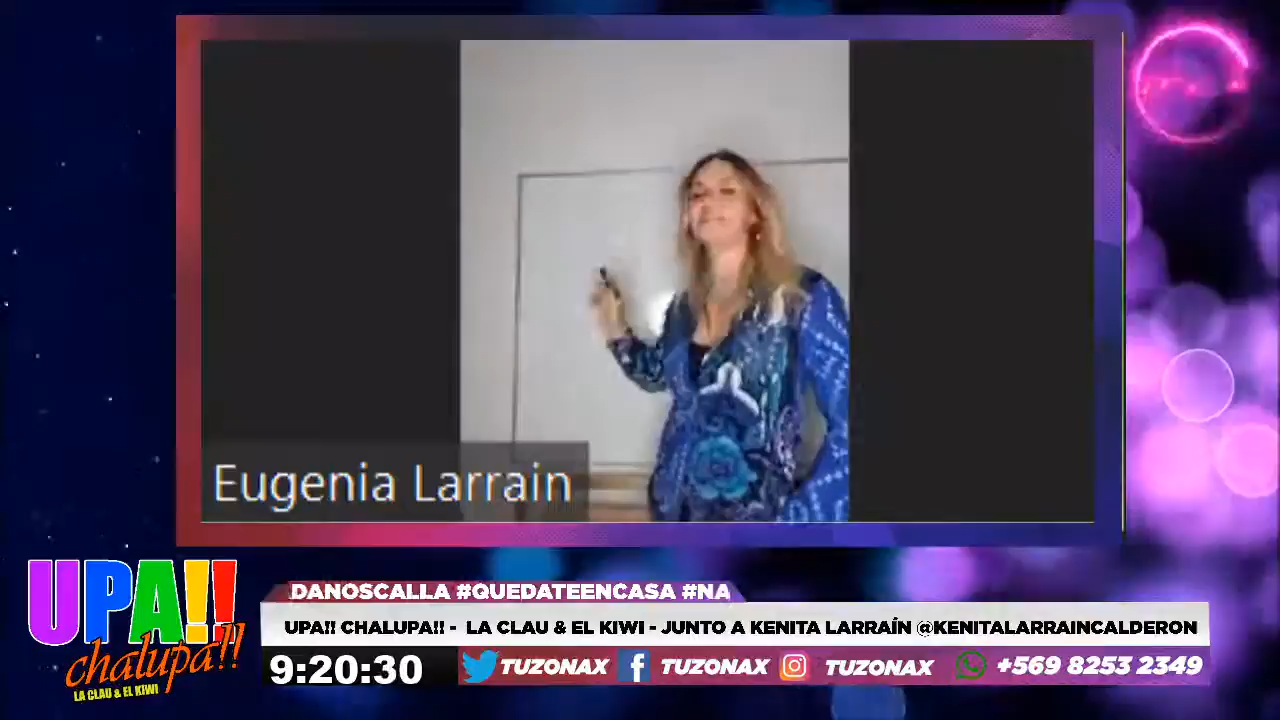 Eugenia Larrain
UPA!!
chalupa!!
LA CLAU & EL KIWI
DANOSCALLA #QUEDATEENCASA #NA
UPA!! CHALUPA!! - LA CLAU & EL KIWI - JUNTO A KENITA LARRAÍN @KENITALARRAINCALDERON
9:20:30 TUZONAX TUZONAX TUZONAX +569 8253 2349